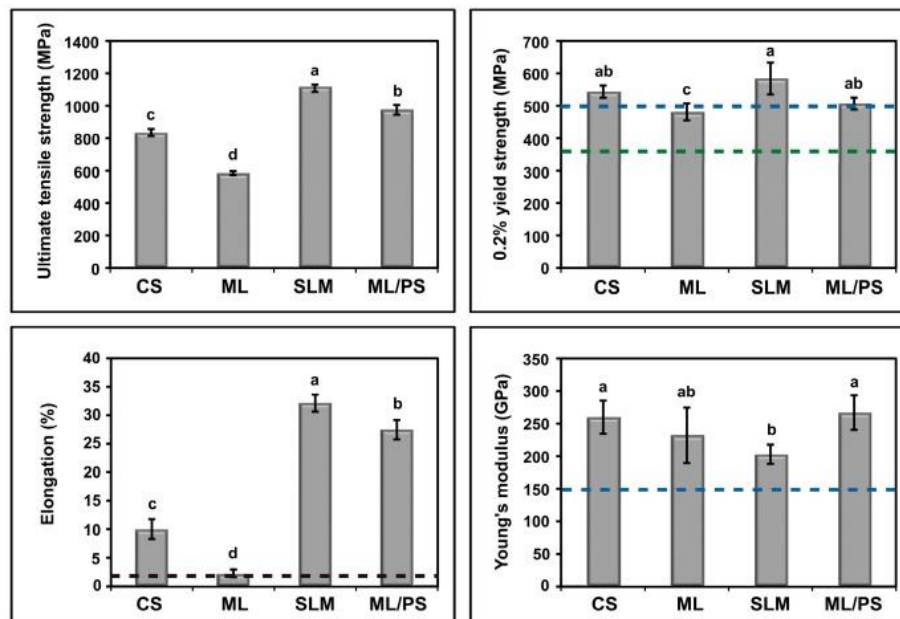 Ultimate tensile strength (MPa)
1400
1200
1000
800
600
400
200
0
c
d
a
b
CS ML SLM ML/PS
0.2% yield strength (MPa)
700
600
500
400
300
200
100
0
ab
c
a
ab
CS ML SLM ML/PS
Elongation (%)
40
35
30
25
20
15
10
5
0
c
d
a
b
CS ML SLM ML/PS
Young's modulus (GPa)
350
300
250
200
150
100
50
0
a
ab
b
a
CS ML SLM ML/PS